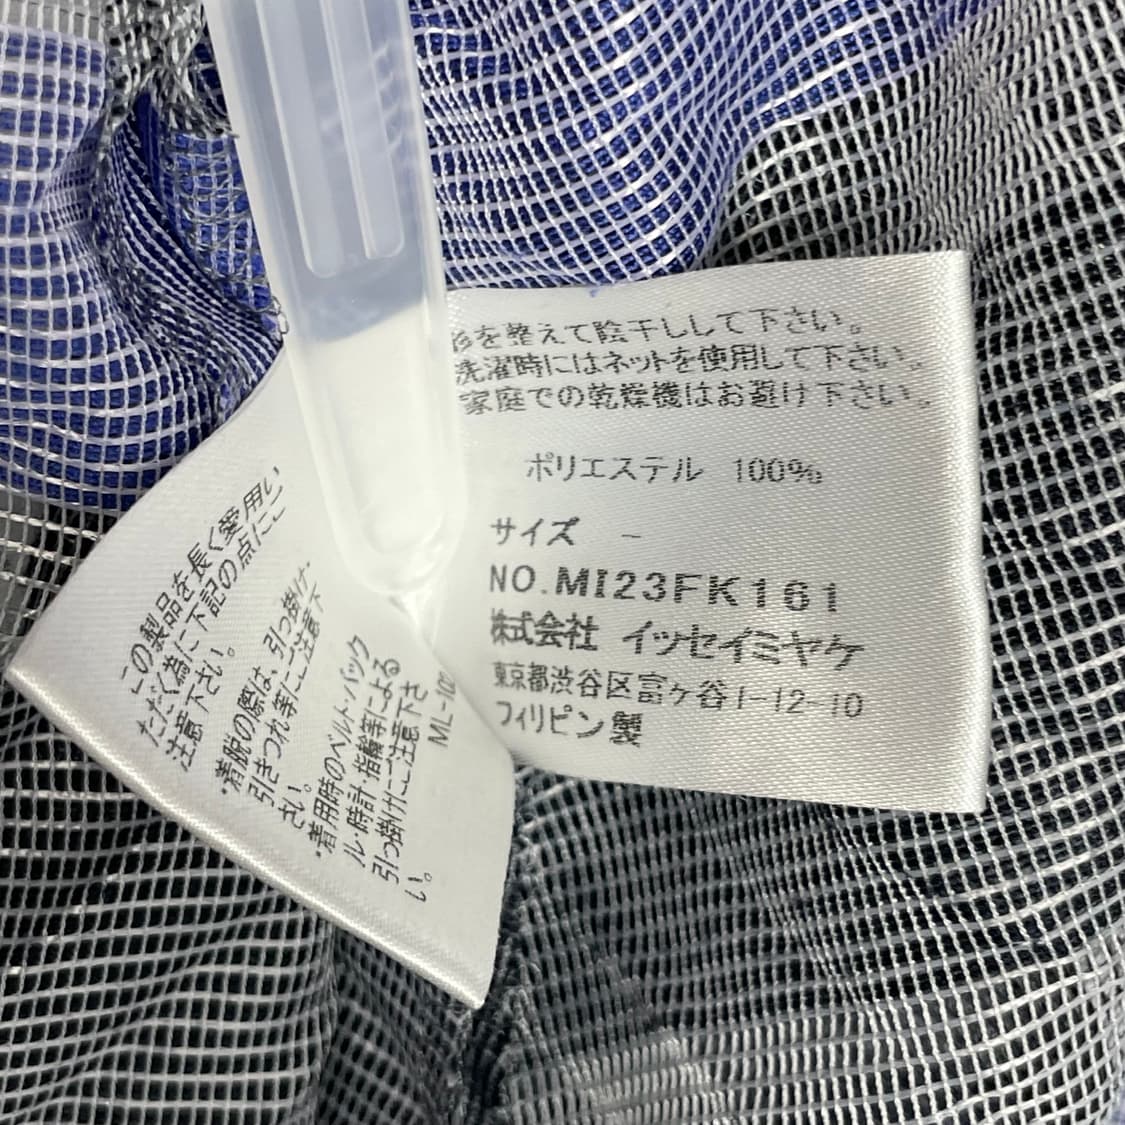 を整えて陰干しして下さい。
洗濯時にはネットを使用して下さい。
家庭での乾燥機はお避け下さい。
ポリエステル 100%
サイズ -
NO.MI23FK161
株式会社 イッセイミヤケ
東京都渋谷区富ヶ谷1-12-10
フィリピン製
この製品を長く愛用い
ただく為に下記の点にご
注意下さい。
・着脱の際は、引っ掛け・
引きつれ等にご注意下
さい。
・着用時のベルト・バック
ル・時計・指輪等による
引っ掛けにご注意下さ
い。
ML-102